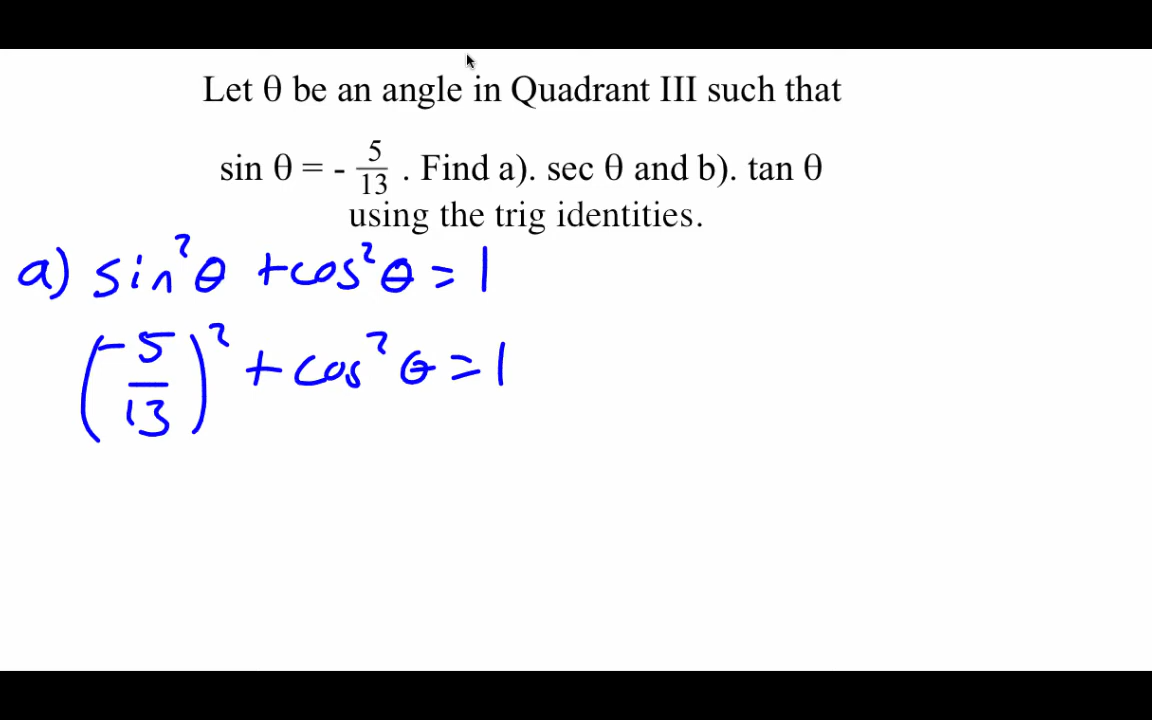 Let θ be an angle in Quadrant III such that
sin θ = - 5/13 . Find a). sec θ and b). tan θ
using the trig identities.
a) sin²θ + cos²θ = 1
(-5/13)² + cos²θ = 1